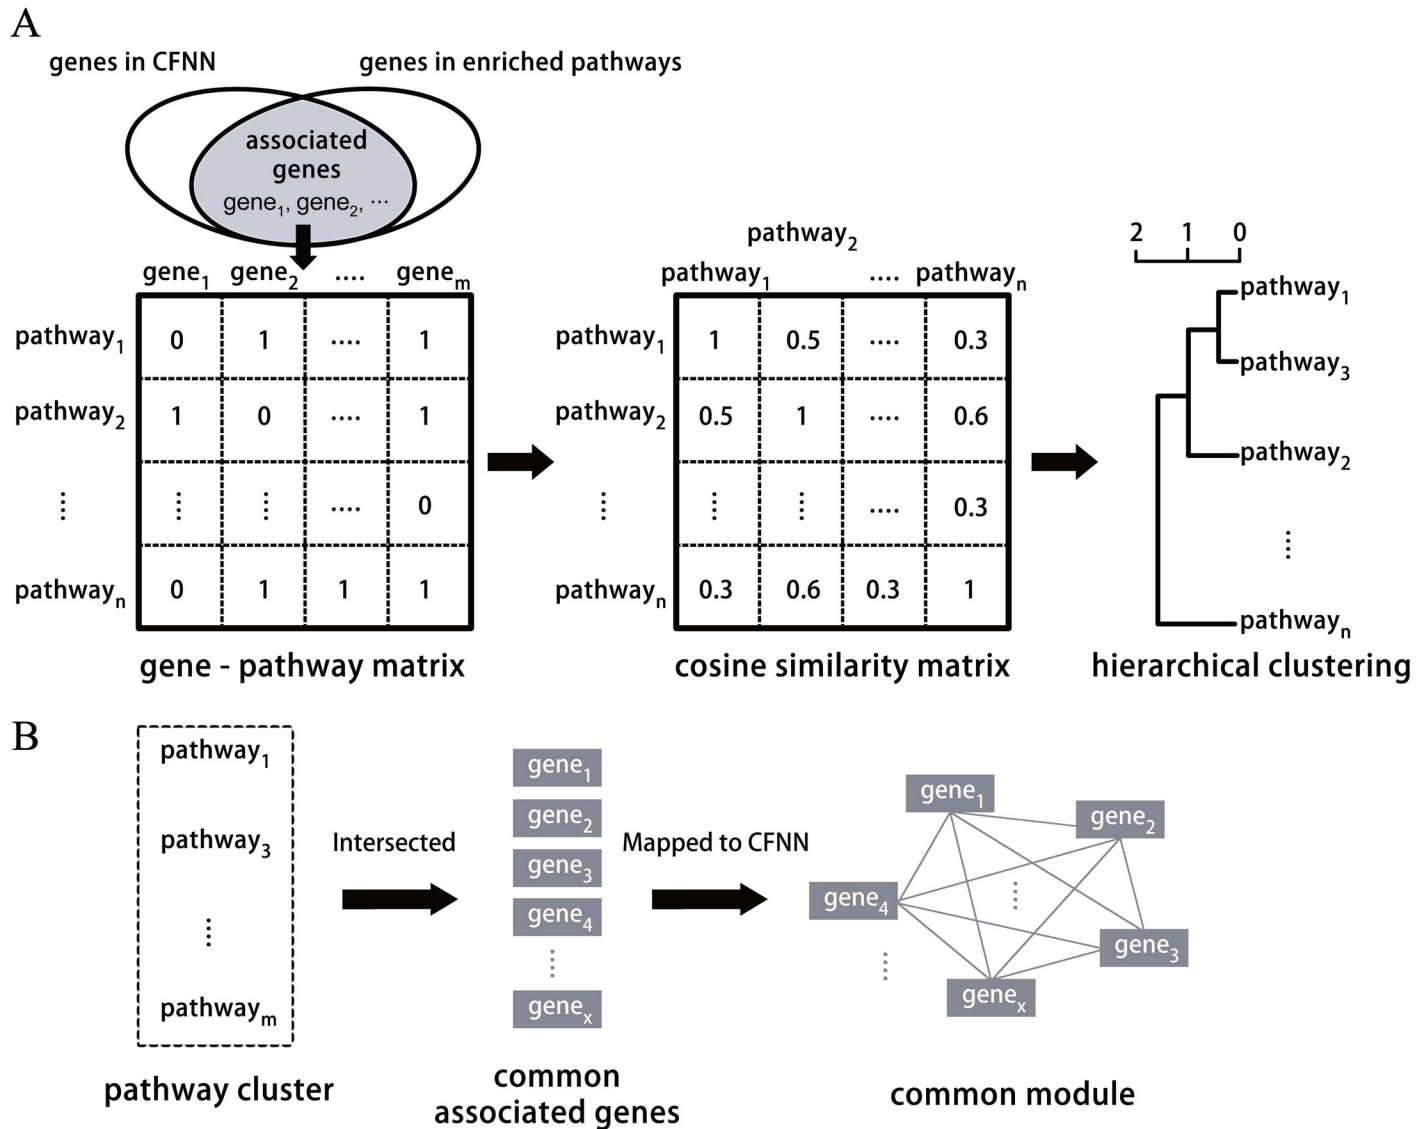 A
genes in CFNN genes in enriched pathways
associated
genes
gene₁, gene₂, ...
gene₁ gene₂ .... geneₘ
pathway₁ 0 1 .... 1
pathway₂ 1 0 .... 1
⋮ ⋮ ⋮ .... 0
pathwayₙ 0 1 1 1
gene - pathway matrix
pathway₂
pathway₁ .... pathwayₙ
pathway₁ 1 0.5 .... 0.3
pathway₂ 0.5 1 .... 0.6
⋮ ⋮ ⋮ .... 0.3
pathwayₙ 0.3 0.6 0.3 1
cosine similarity matrix
2 1 0
pathway₁
pathway₃
pathway₂
⋮
pathwayₙ
hierarchical clustering
B
pathway₁
pathway₃
⋮
pathwayₘ
pathway cluster
Intersected
gene₁
gene₂
gene₃
gene₄
⋮
geneₓ
common
associated genes
Mapped to CFNN
gene₁
gene₂
gene₄
⋮
gene₃
⋮
geneₓ
common module